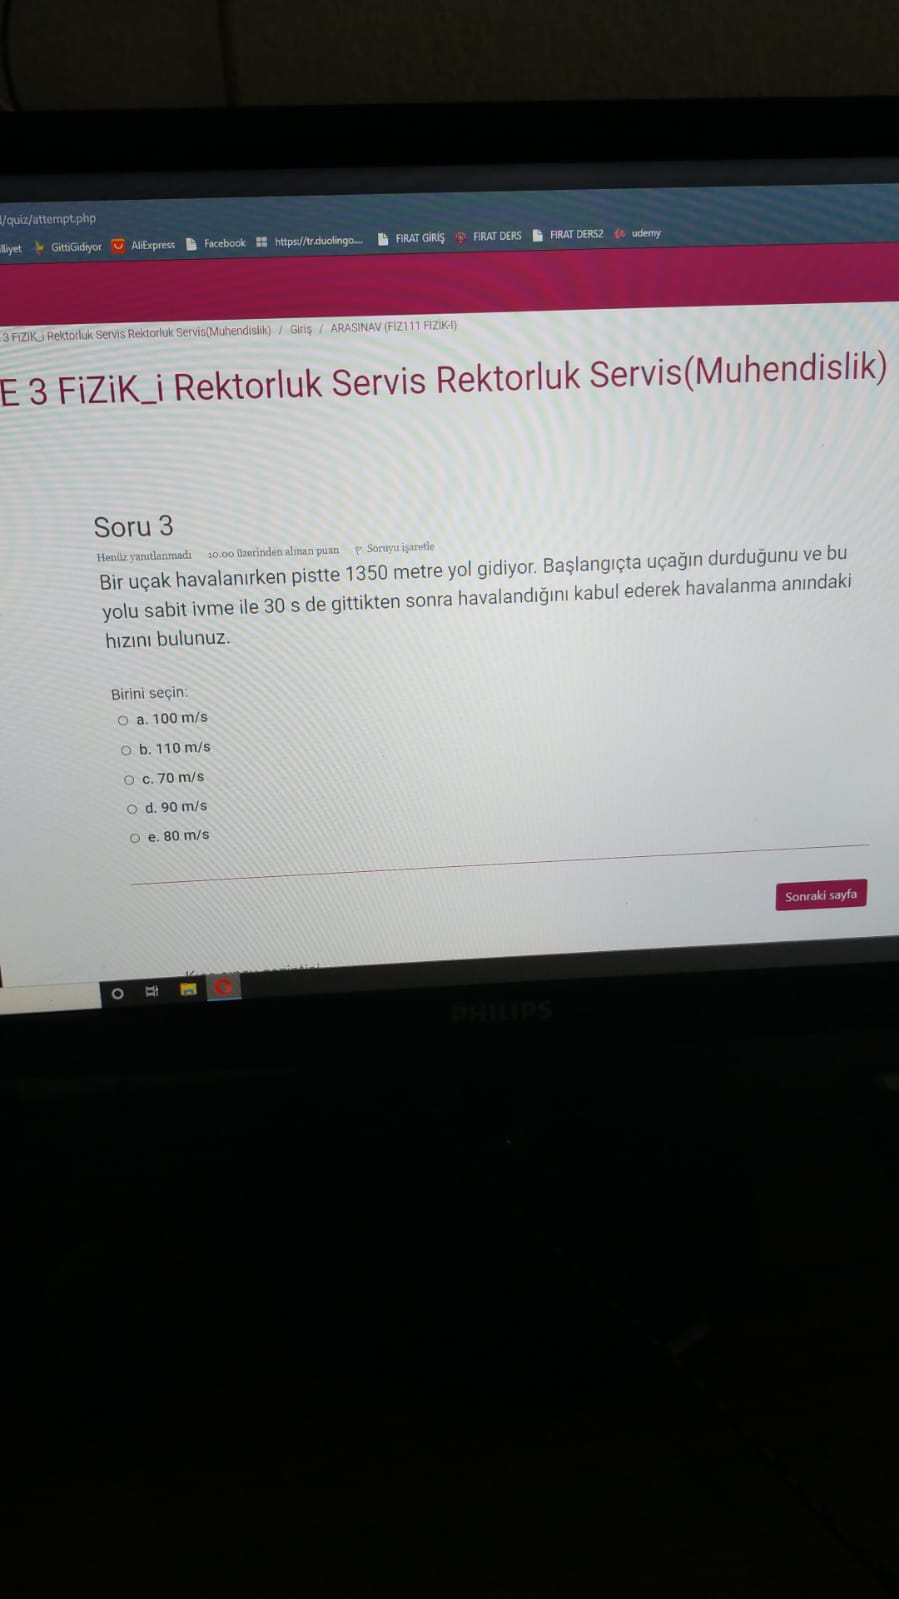 l/quiz/attempt.php
lliyet GittiGidiyor AliExpress Facebook https://tr.duolingo.... FIRAT GİRİŞ FIRAT DERS FIRAT DERS2 udemy
3 FiZiK_i Rektorluk Servis Rektorluk Servis(Muhendislik) / Giriş / ARASINAV (FİZ111 FİZİK-I)
E 3 FiZiK_i Rektorluk Servis Rektorluk Servis(Muhendislik)
Soru 3
Henüz yanıtlanmadı 10.00 üzerinden alınan puan Soruyu işaretle
Bir uçak havalanırken pistte 1350 metre yol gidiyor. Başlangıçta uçağın durduğunu ve bu
yolu sabit ivme ile 30 s de gittikten sonra havalandığını kabul ederek havalanma anındaki
hızını bulunuz.
Birini seçin:
a. 100 m/s
b. 110 m/s
c. 70 m/s
d. 90 m/s
e. 80 m/s
Sonraki sayfa
PHILIPS